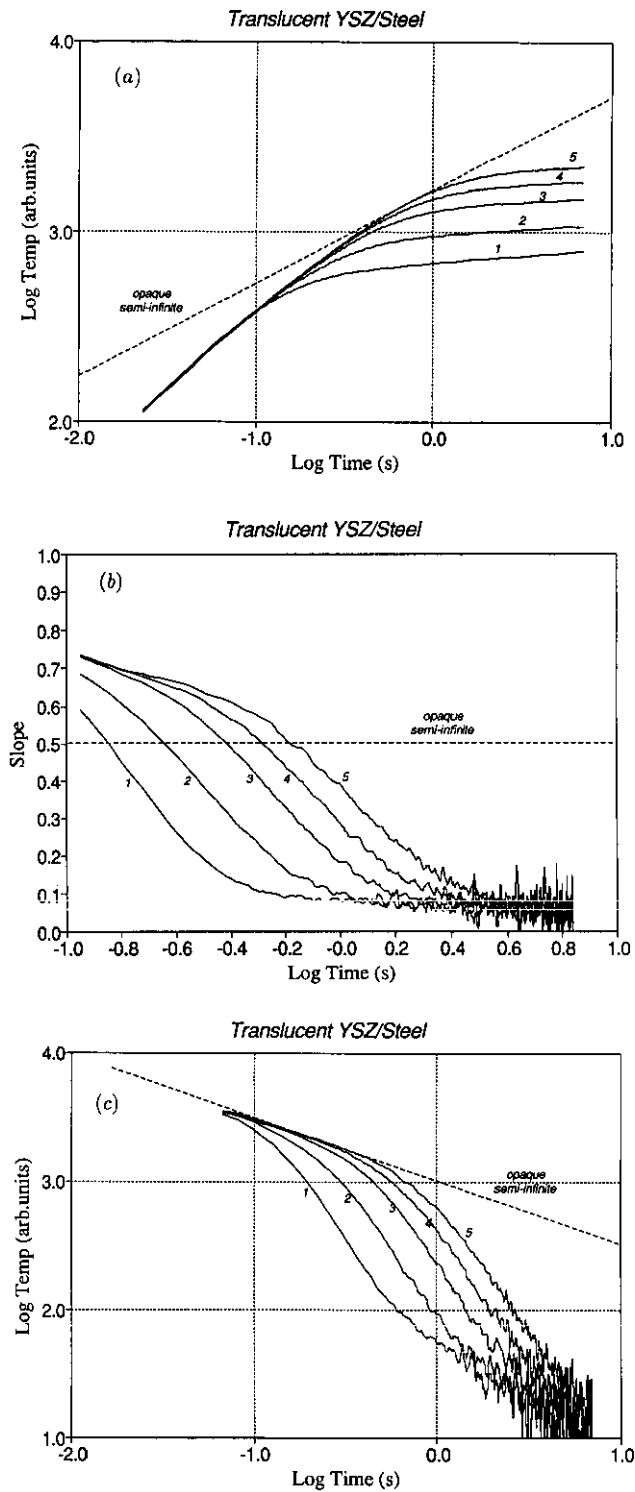 Translucent YSZ/Steel
4.0
(a)
5
4
3.0
3
2
1
Log Temp (arb.units)
opaque
semi-infinite
2.0
-2.0 -1.0 0.0 1.0
Log Time (s)
Translucent YSZ/Steel
1.0
(b)
0.9
0.8
0.7
0.6
opaque
semi-infinite
0.5
Slope
0.4
1 2 3 4 5
0.3
0.2
0.1
0.0
-1.0 -0.8 -0.6 -0.4 -0.2 -0.0 0.2 0.4 0.6 0.8 1.0
Log Time (s)
Translucent YSZ/Steel
4.0
(c)
opaque
semi-infinite
3.0
1 2 3 4 5
Log Temp (arb.units)
2.0
1.0
-2.0 -1.0 0.0 1.0
Log Time (s)